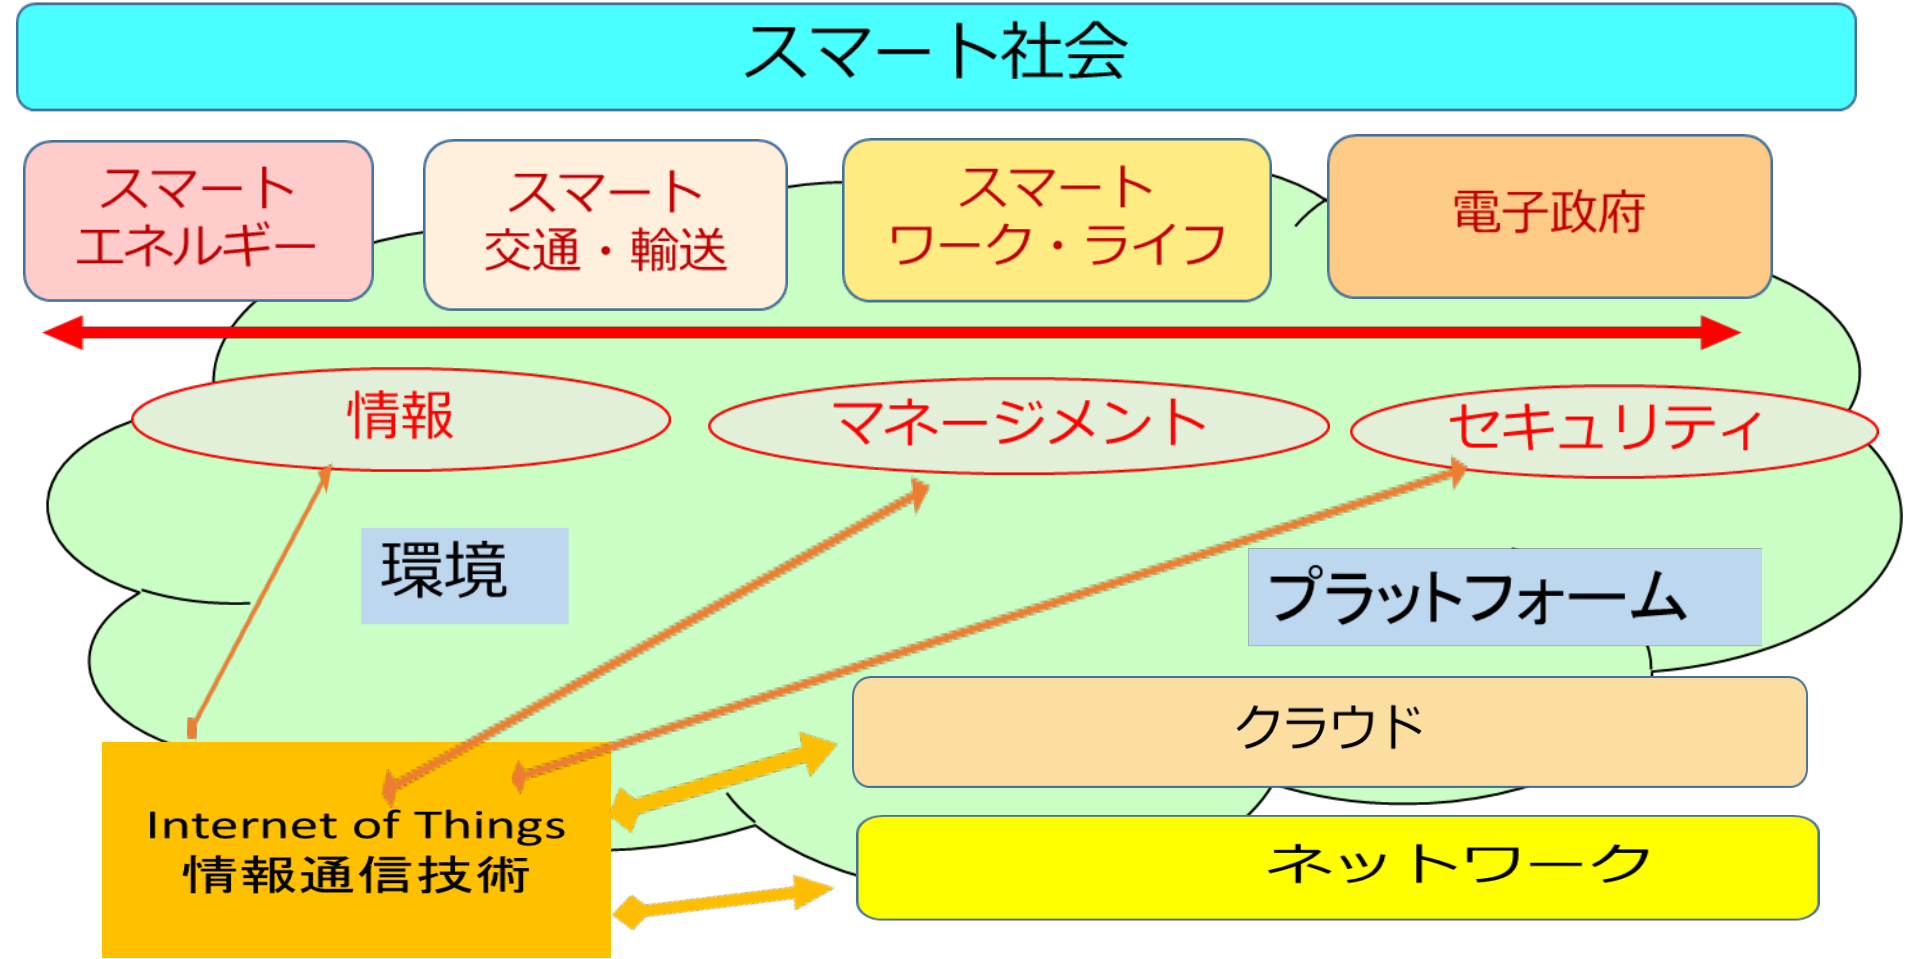 スマート社会
スマート
エネルギー
スマート
交通・輸送
スマート
ワーク・ライフ
電子政府
情報
マネージメント
セキュリティ
環境
プラットフォーム
クラウド
Internet of Things
情報通信技術
ネットワーク